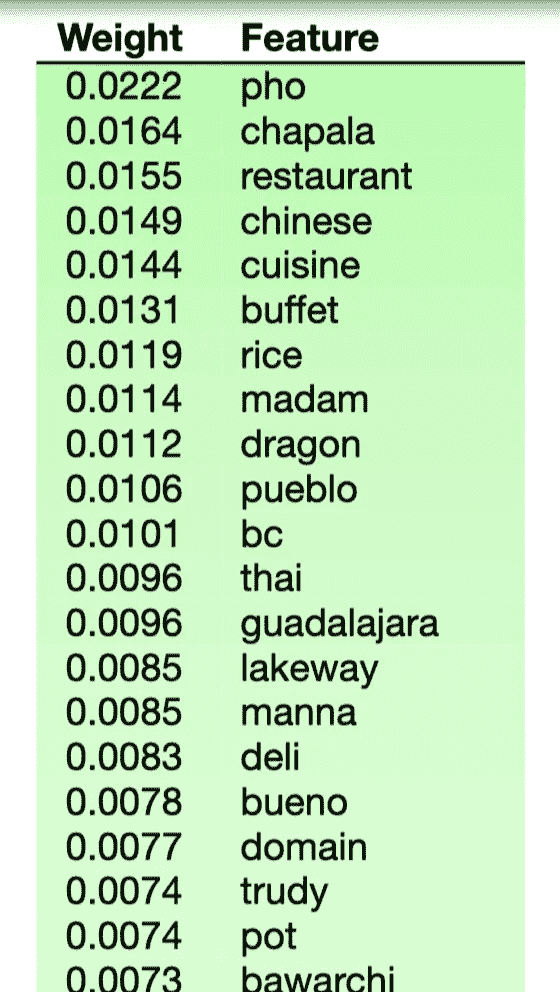 Weight Feature
0.0222 pho
0.0164 chapala
0.0155 restaurant
0.0149 chinese
0.0144 cuisine
0.0131 buffet
0.0119 rice
0.0114 madam
0.0112 dragon
0.0106 pueblo
0.0101 bc
0.0096 thai
0.0096 guadalajara
0.0085 lakeway
0.0085 manna
0.0083 deli
0.0078 bueno
0.0077 domain
0.0074 trudy
0.0074 pot
0.0073 bawarchi